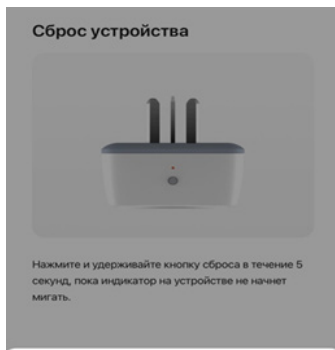 Сброс устройства
Нажмите и удерживайте кнопку сброса в течение 5
секунд, пока индикатор на устройстве не начнет
мигать.